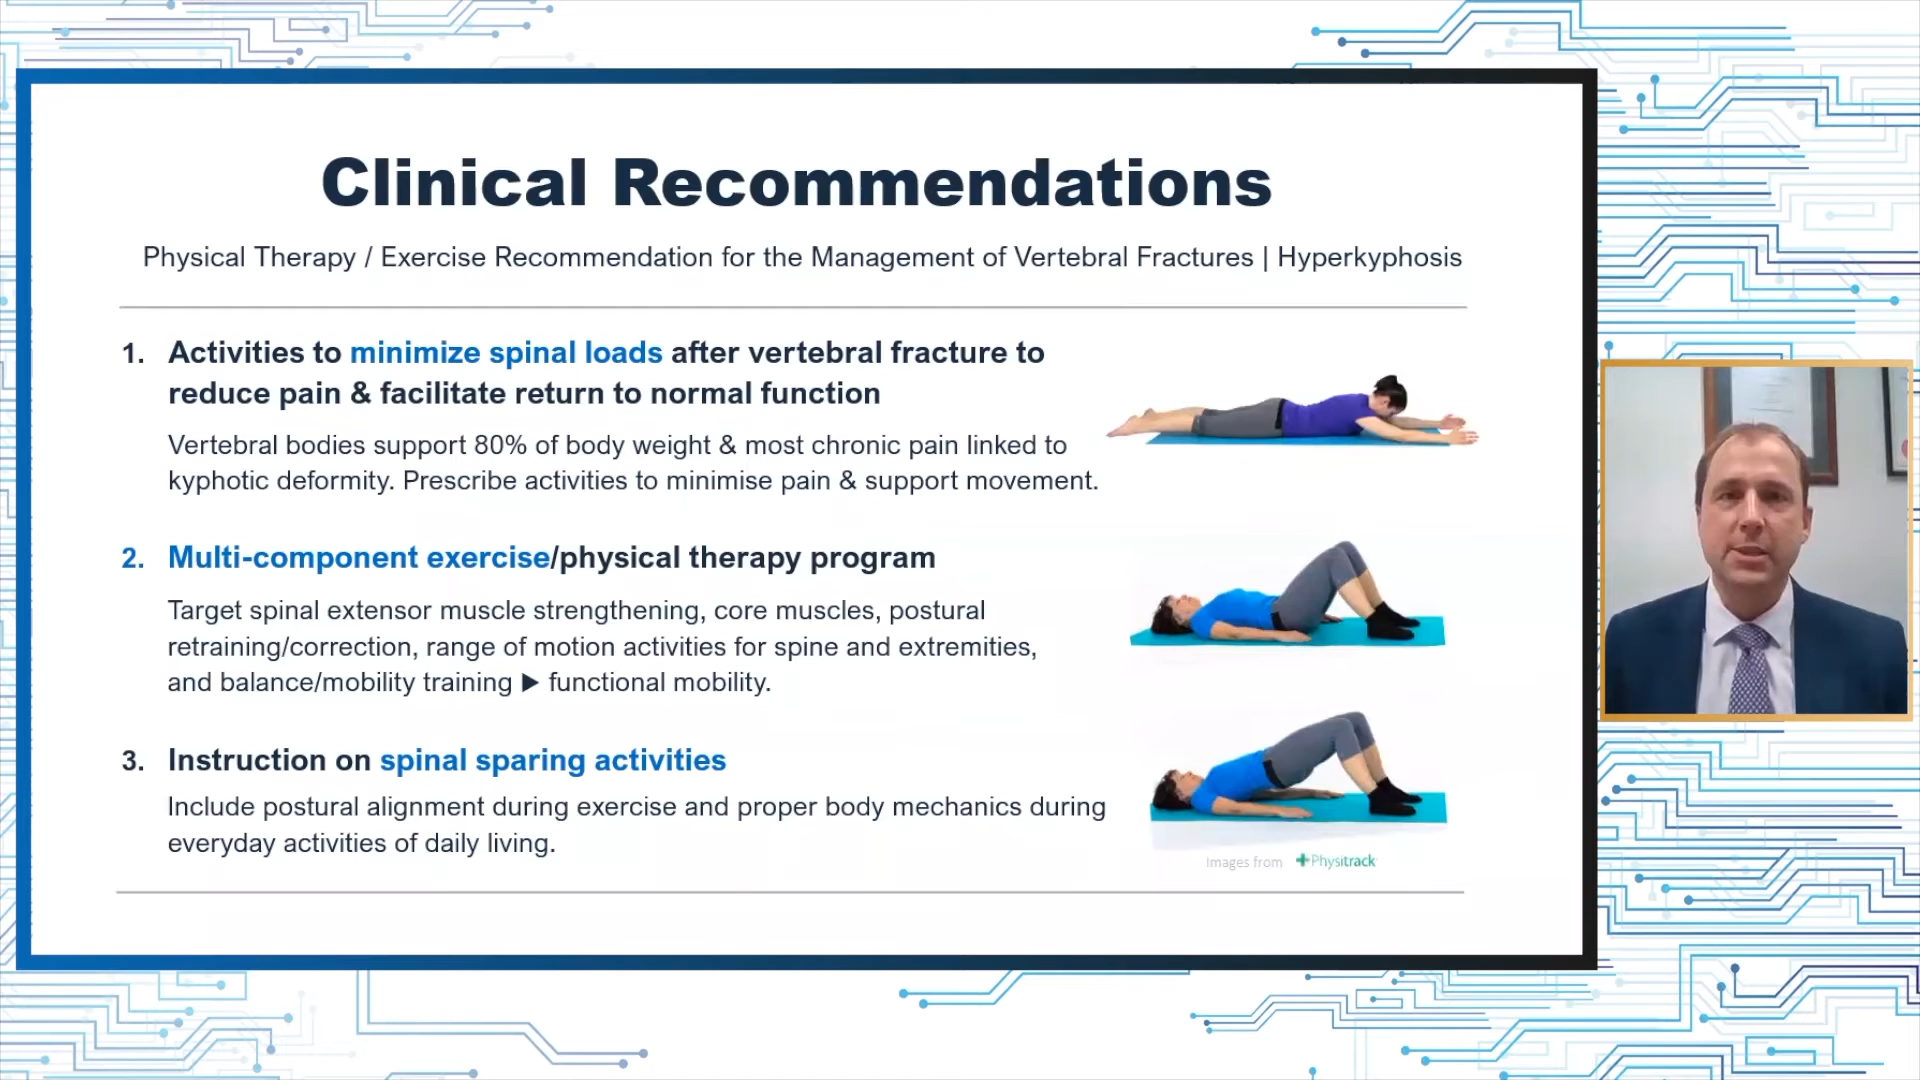 Clinical Recommendations
Physical Therapy / Exercise Recommendation for the Management of Vertebral Fractures | Hyperkyphosis
1. Activities to minimize spinal loads after vertebral fracture to
reduce pain & facilitate return to normal function
Vertebral bodies support 80% of body weight & most chronic pain linked to
kyphotic deformity. Prescribe activities to minimise pain & support movement.
2. Multi-component exercise/physical therapy program
Target spinal extensor muscle strengthening, core muscles, postural
retraining/correction, range of motion activities for spine and extremities,
and balance/mobility training ► functional mobility.
3. Instruction on spinal sparing activities
Include postural alignment during exercise and proper body mechanics during
everyday activities of daily living.
Images from Physitrack